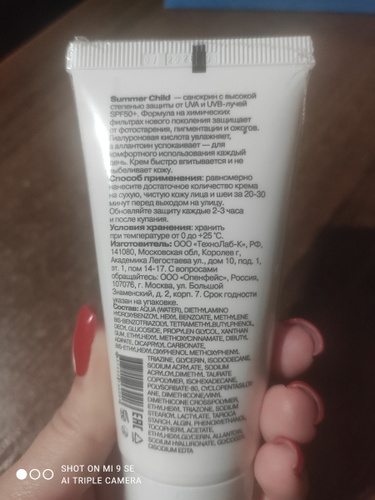 Summer Child — санскрин с высокой
степенью защиты от UVA и UVB-лучей
SPF50+. Формула на химических
фильтрах нового поколения защищает
от фотостарения, пигментации и ожогов.
Гиалуроновая кислота увлажняет,
а аллантоин успокаивает — для
комфортного использования каждый
день. Крем быстро впитывается и не
выбеливает кожу.
Способ применения: равномерно
нанесите достаточное количество крема
на сухую, чистую кожу лица и шеи за 20-30
минут перед выходом на улицу.
Обновляйте защиту каждые 2-3 часа
и после купания.
Условия хранения: хранить
при температуре от 0 до +25 °С.
Изготовитель: ООО «ТехноЛаб-К», РФ,
141080, Московская обл, Королев г,
Академика Легостаева ул., дом 10, под. 1,
эт. 1, пом 14-17. С вопросами
обращайтесь: ООО «Опенфейс», Россия,
107076, г. Москва, ул. Большой
Знаменский, д. 2, корп. 7. Срок годности
указан на упаковке.
Состав: AQUA (WATER), DIETHYLAMINO
HYDROXYBENZOYL HEXYL BENZOATE, METHYLENE
BIS-BENZOTRIAZOLYL TETRAMETHYLBUTYLPHENOL,
DECYL GLUCOSIDE, PROPYLEN GLYCOL, XANTHAN
GUM, ETHYLHEXYL METHOXYCINNAMATE, DIBUTYL
ADIPATE, DICAPRYL CARBONATE,
BIS-ETHYLHEXYLOXYPHENOL METHOXYPHENYL
TRIAZINE, GLYCERIN, ISODODECANE,
SODIUM ACRYLATE, SODIUM
ACRYLOYLDIMETHYL TAURATE
COPOLYMER, ISOHEXADECANE,
POLYSORBATE-80, CYCLOPENTASILOXANE,
DIMETHICONE/VINYL
DIMETHICONE CROSSPOLYMER,
ETHYLHEXYL TRIAZONE, SODIUM
STEAROYL LACTYLATE, TAPIOCA
STARCH, ALGIN, PHENOXYETHANOL,
TOCOPHERYL ACETATE,
ETHYLHEXYLGLYCERIN, ALLANTOIN,
SODIUM HYALURONATE, GLYCOSIDE,
DISODIUM EDTA
EAC
SHOT ON MI 9 SE
AI TRIPLE CAMERA